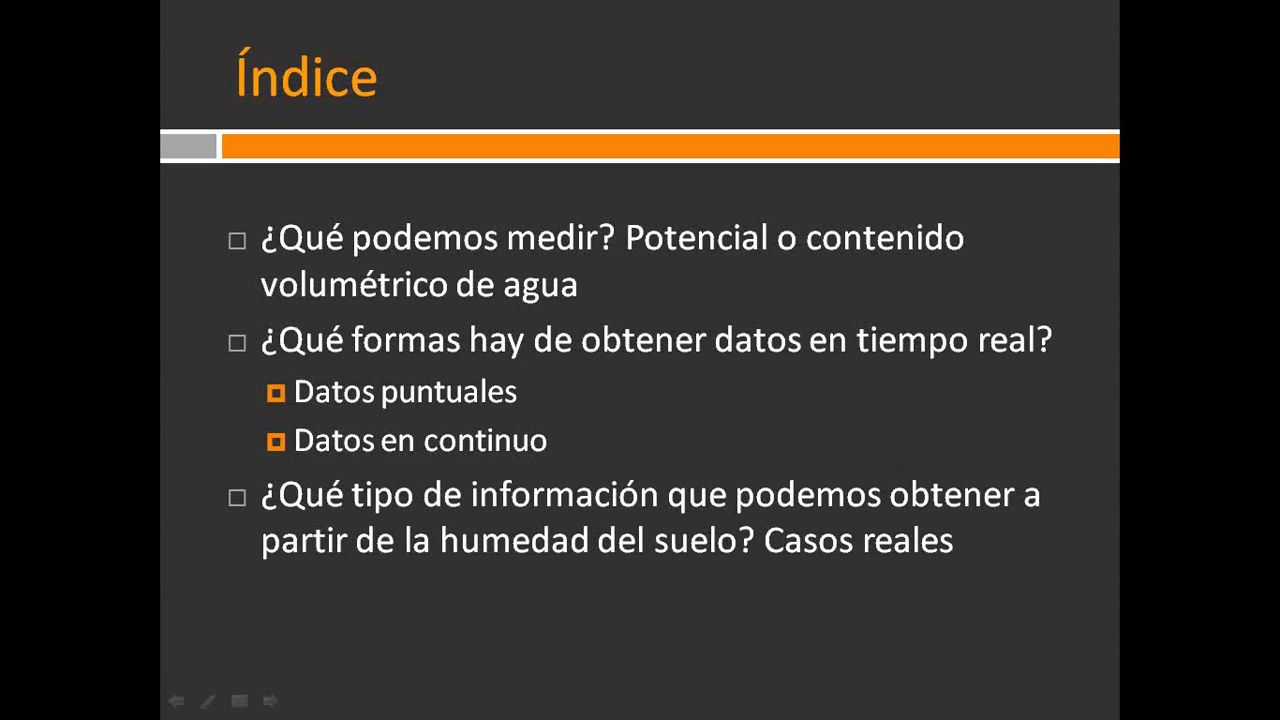 Índice
¿Qué podemos medir? Potencial o contenido
volumétrico de agua
¿Qué formas hay de obtener datos en tiempo real?
Datos puntuales
Datos en continuo
¿Qué tipo de información que podemos obtener a
partir de la humedad del suelo? Casos reales